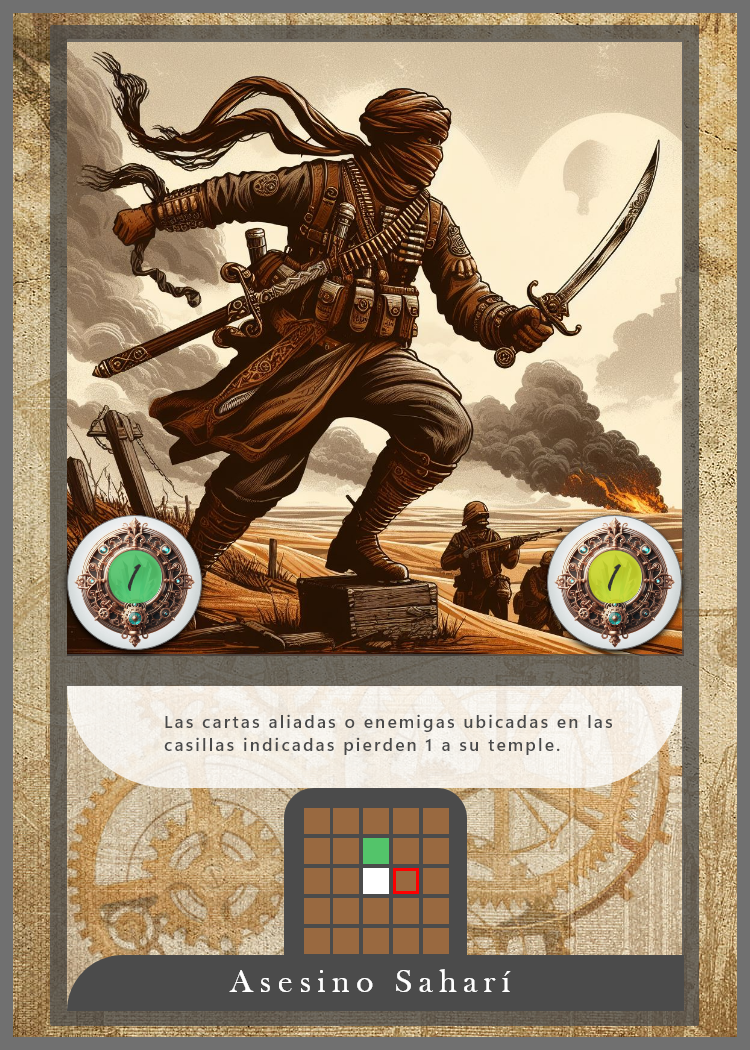 1
1
Las cartas aliadas o enemigas ubicadas en las
casillas indicadas pierden 1 a su temple.
Asesino Saharí